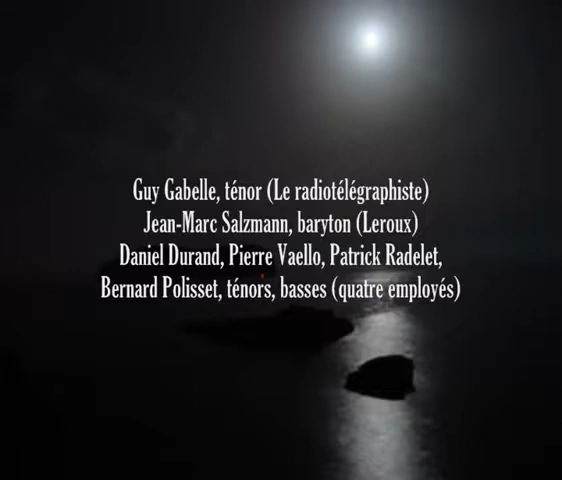 Guy Gabelle, ténor (Le radiotélégraphiste)
Jean-Marc Salzmann, baryton (Leroux)
Daniel Durand, Pierre Vaello, Patrick Radelet,
Bernard Polisset, ténors, basses (quatre employés)